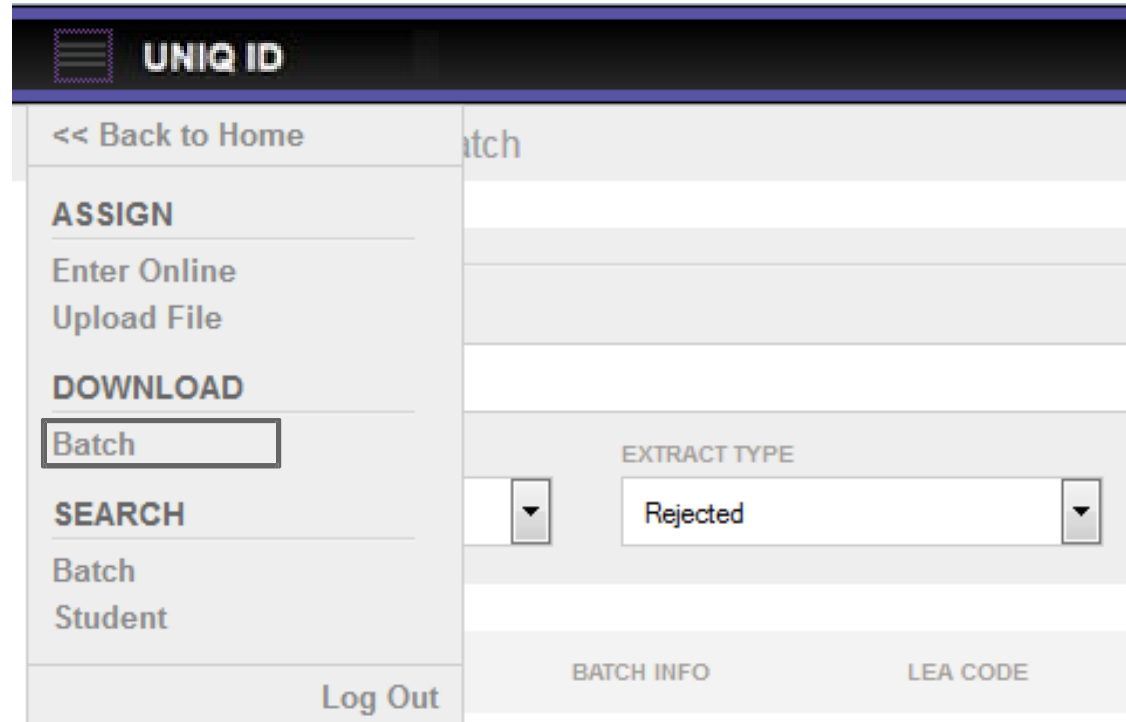 UNIQ ID
<< Back to Home
atch
ASSIGN
Enter Online
Upload File
DOWNLOAD
Batch
EXTRACT TYPE
Rejected
SEARCH
Batch
Student
BATCH INFO LEA CODE
Log Out